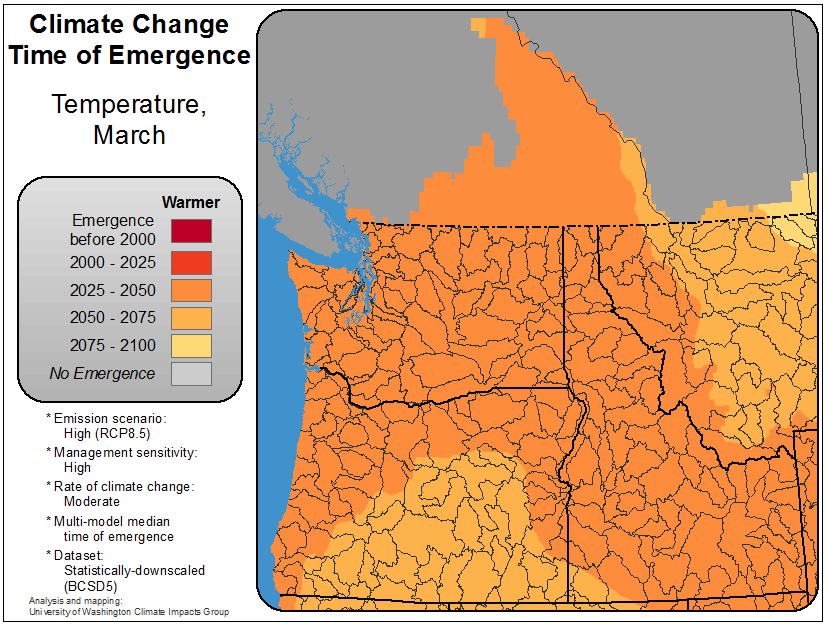 Climate Change
Time of Emergence
Temperature,
March
Warmer
Emergence
before 2000
2000 - 2025
2025 - 2050
2050 - 2075
2075 - 2100
No Emergence
* Emission scenario:
High (RCP8.5)
* Management sensitivity:
High
* Rate of climate change:
Moderate
* Multi-model median
time of emergence
* Dataset:
Statistically-downscaled
(BCSD5)
Analysis and mapping:
University of Washington Climate Impacts Group